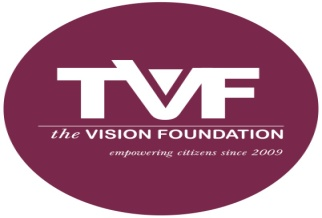 TVF
the VISION FOUNDATION
empowering citizens since 2009